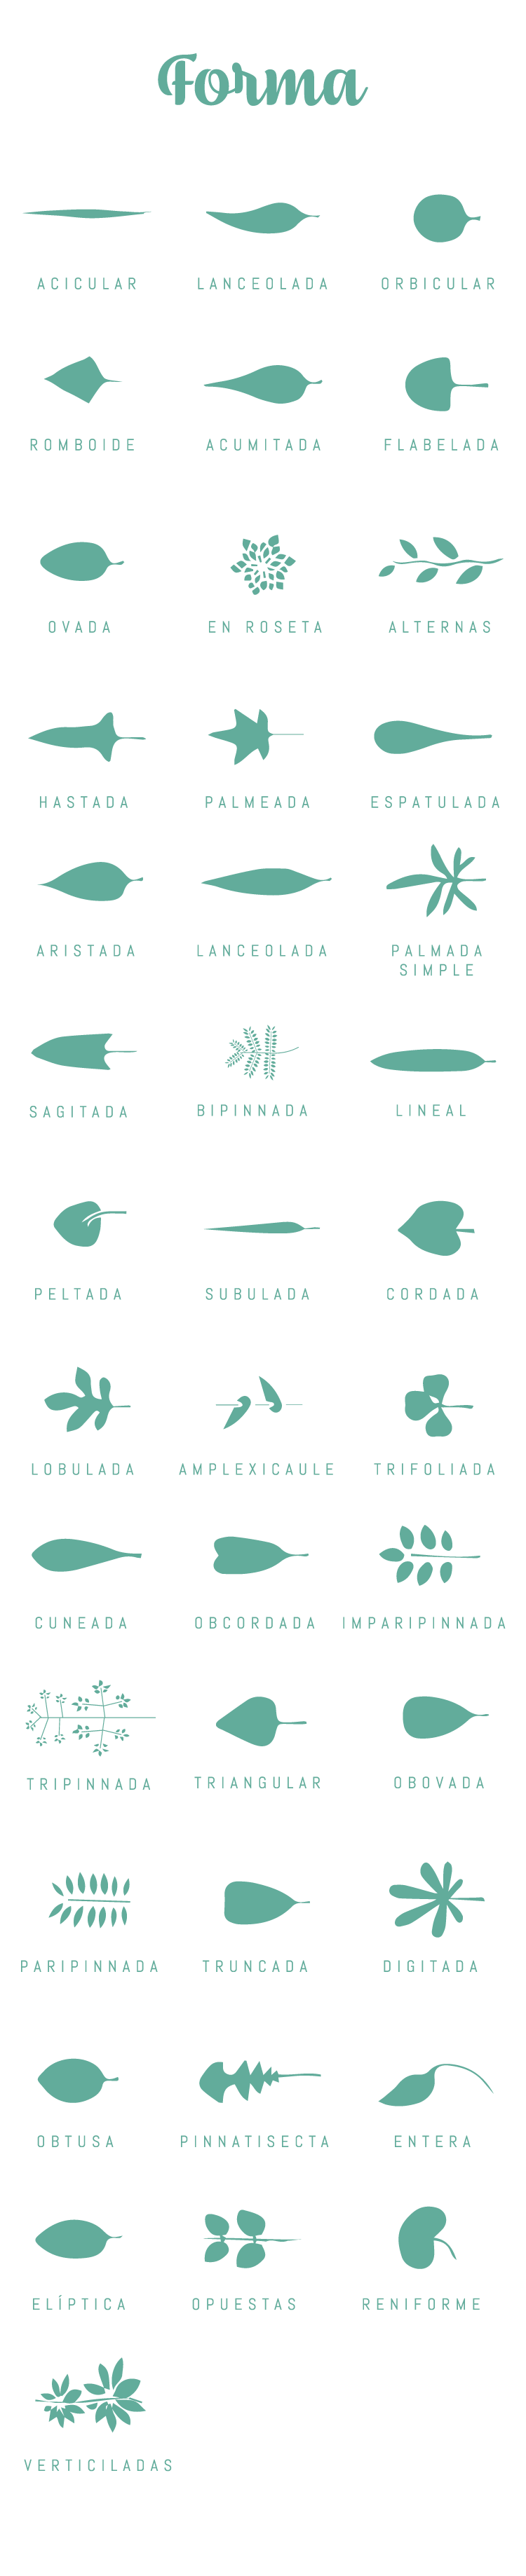 Forma
ACICULAR
LANCEOLADA
ORBICULAR
ROMBOIDE
ACUMITADA
FLABELADA
OVADA
EN ROSETA
ALTERNAS
HASTADA
PALMEADA
ESPATULADA
ARISTADA
LANCEOLADA
PALMADA
SIMPLE
SAGITADA
BIPINNADA
LINEAL
PELTADA
SUBULADA
CORDADA
LOBULADA
AMPLEXICAULE
TRIFOLIADA
CUNEADA
OBCORDADA
IMPARIPINNADA
TRIPINNADA
TRIANGULAR
OBOVADA
PARIPINNADA
TRUNCADA
DIGITADA
OBTUSA
PINNATISECTA
ENTERA
ELÍPTICA
OPUESTAS
RENIFORME
VERTICILADAS